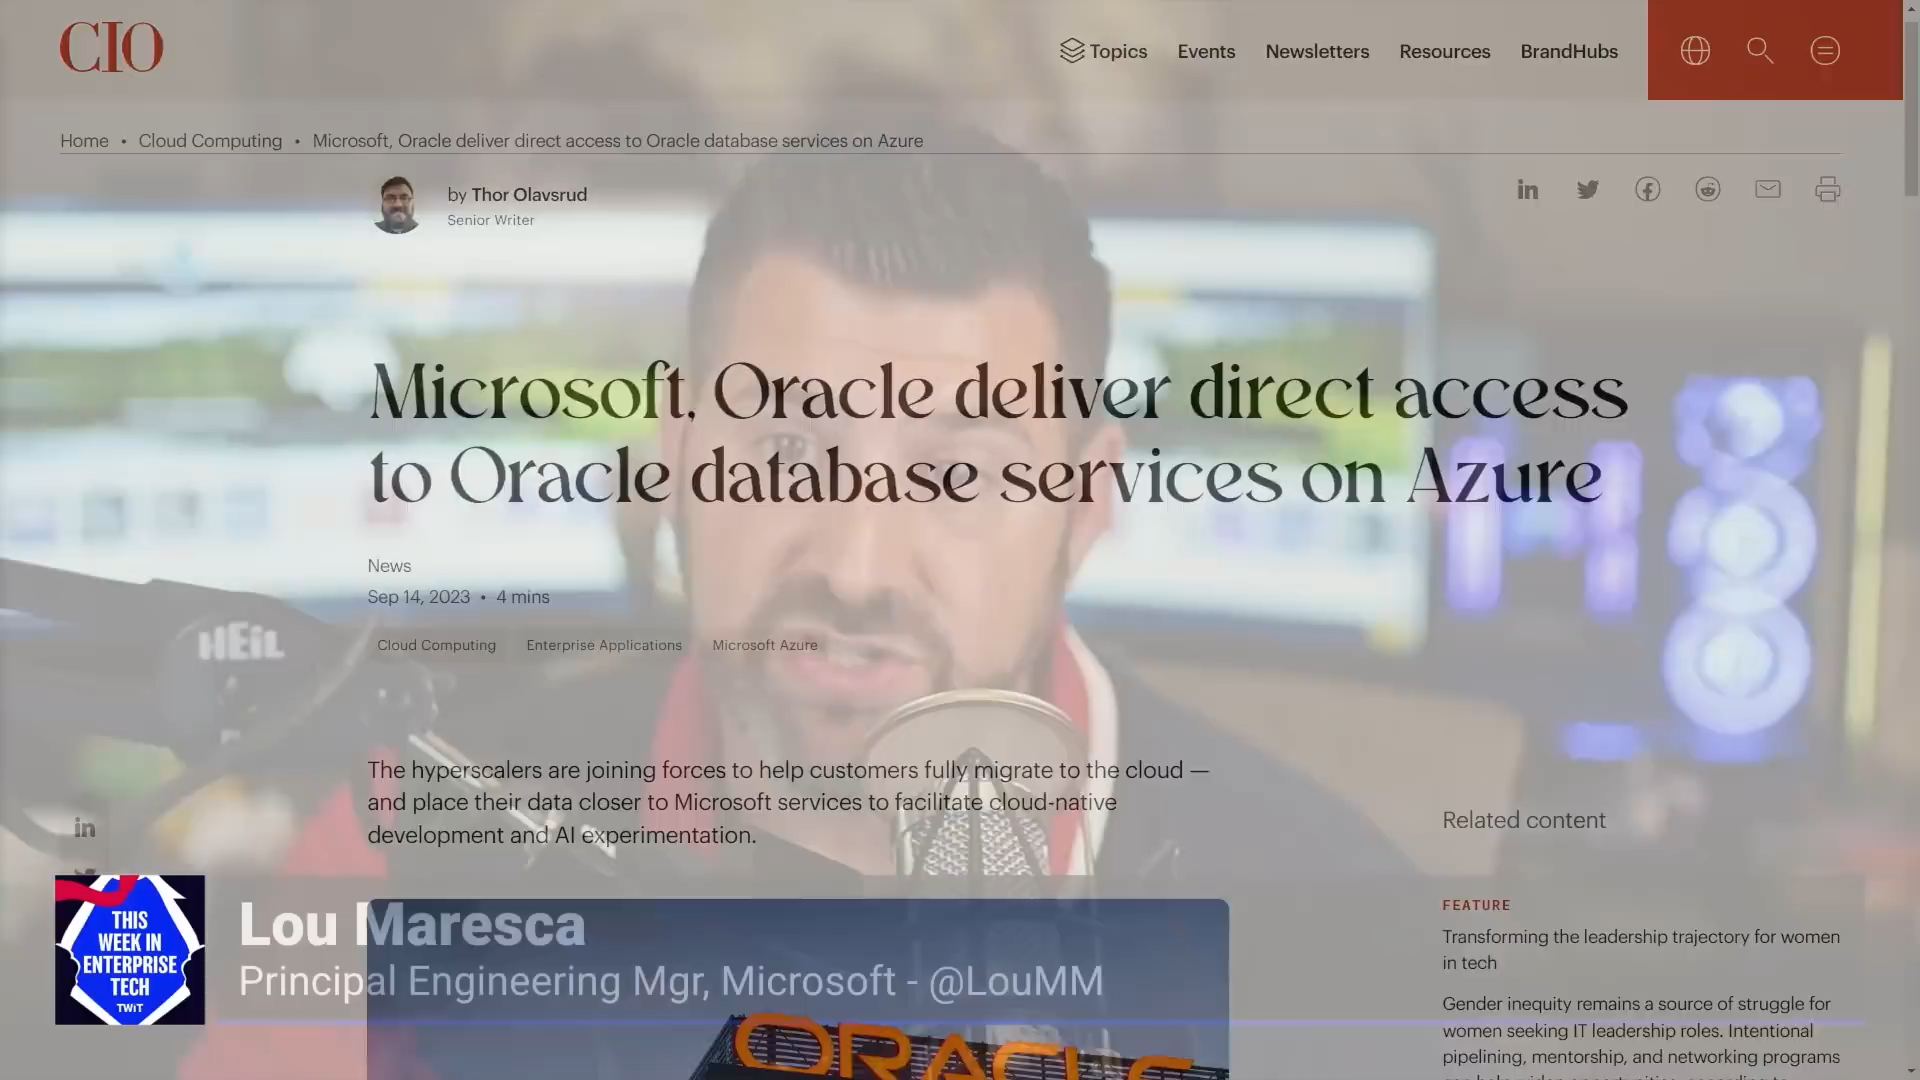 CIO
Topics
Events
Newsletters
Resources
BrandHubs
Home • Cloud Computing • Microsoft, Oracle deliver direct access to Oracle database services on Azure
by Thor Olavsrud
Senior Writer
Microsoft, Oracle deliver direct access
to Oracle database services on Azure
News
Sep 14, 2023 • 4 mins
Cloud Computing
Enterprise Applications
Microsoft Azure
HEiL
The hyperscalers are joining forces to help customers fully migrate to the cloud —
and place their data closer to Microsoft services to facilitate cloud-native
development and AI experimentation.
Related content
FEATURE
Transforming the leadership trajectory for women
in tech
Gender inequity remains a source of struggle for
women seeking IT leadership roles. Intentional
pipelining, mentorship, and networking programs
THIS
WEEK IN
ENTERPRISE
TECH
TWiT
Lou Maresca
Principal Engineering Mgr, Microsoft - @LouMM
ORACLE